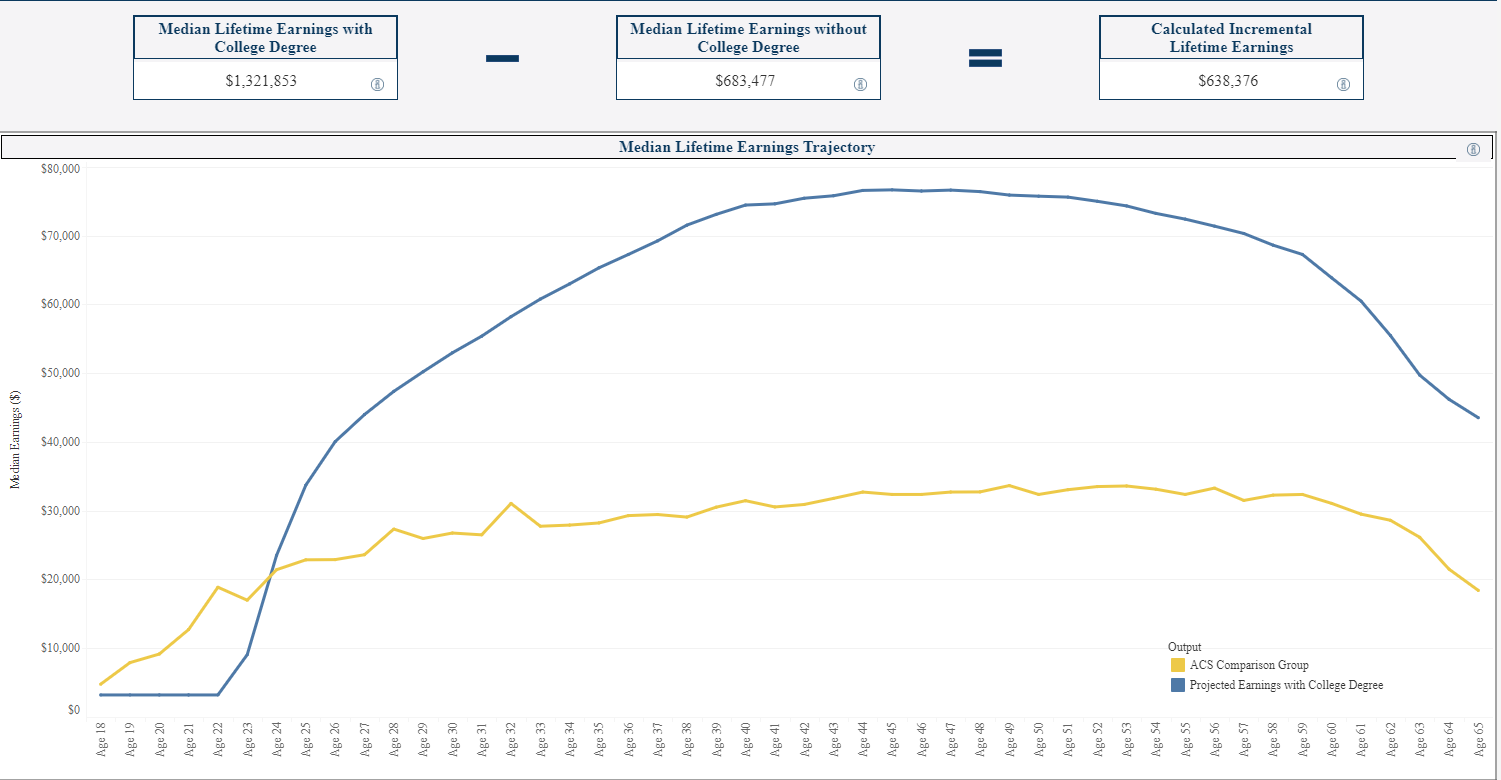 Median Lifetime Earnings with
College Degree
$1,321,853
Median Lifetime Earnings without
College Degree
$683,477
Calculated Incremental
Lifetime Earnings
$638,376
Median Lifetime Earnings Trajectory
Median Earnings ($)
$80,000
$70,000
$60,000
$50,000
$40,000
$30,000
$20,000
$10,000
$0
Output
ACS Comparison Group
Projected Earnings with College Degree
Age 18
Age 19
Age 20
Age 21
Age 22
Age 23
Age 24
Age 25
Age 26
Age 27
Age 28
Age 29
Age 30
Age 31
Age 32
Age 33
Age 34
Age 35
Age 36
Age 37
Age 38
Age 39
Age 40
Age 41
Age 42
Age 43
Age 44
Age 45
Age 46
Age 47
Age 48
Age 49
Age 50
Age 51
Age 52
Age 53
Age 54
Age 55
Age 56
Age 57
Age 58
Age 59
Age 60
Age 61
Age 62
Age 63
Age 64
Age 65